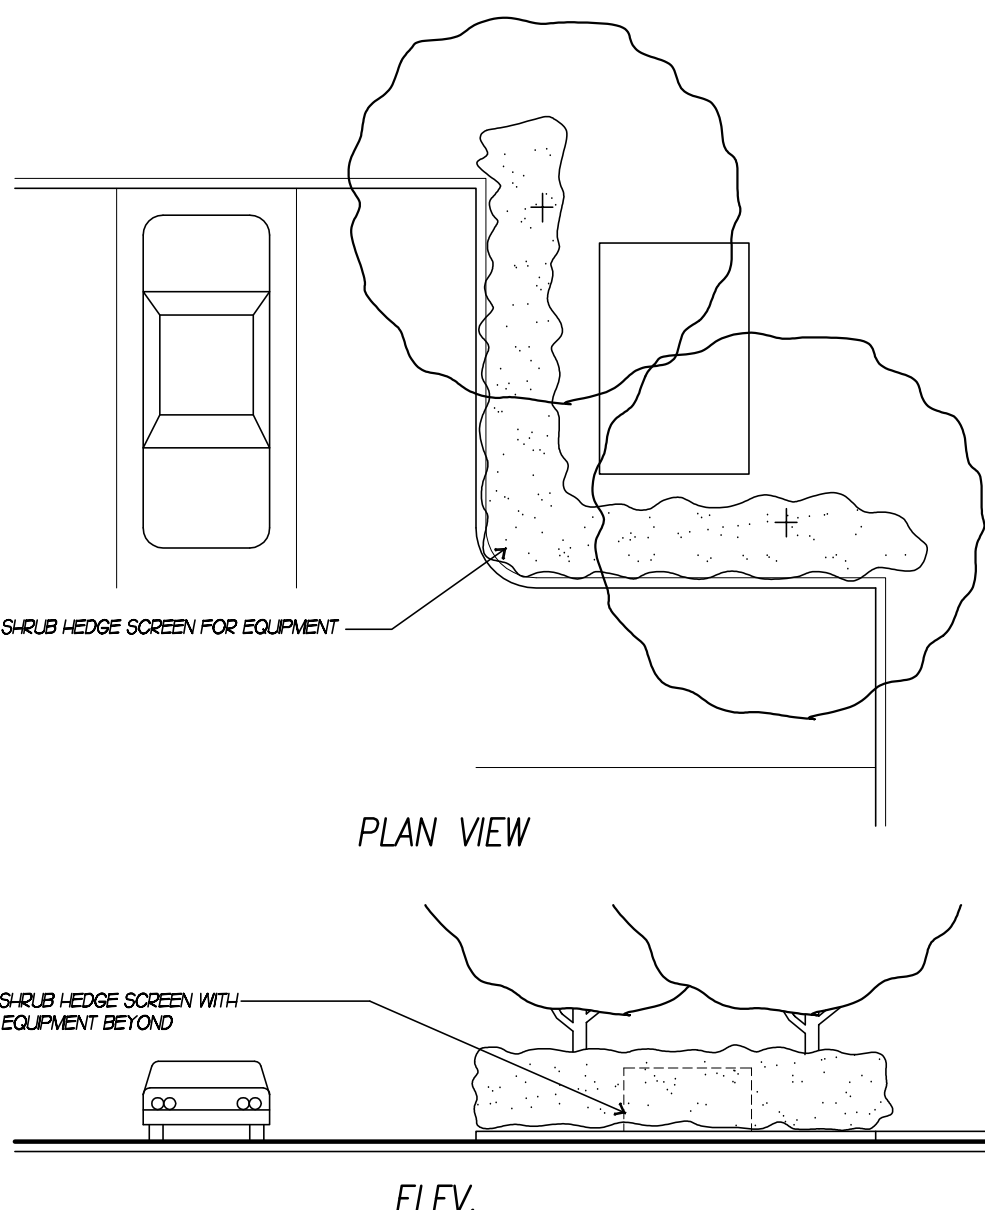 SHRUB HEDGE SCREEN FOR EQUIPMENT
PLAN VIEW
SHRUB HEDGE SCREEN WITH
EQUIPMENT BEYOND
ELEV.